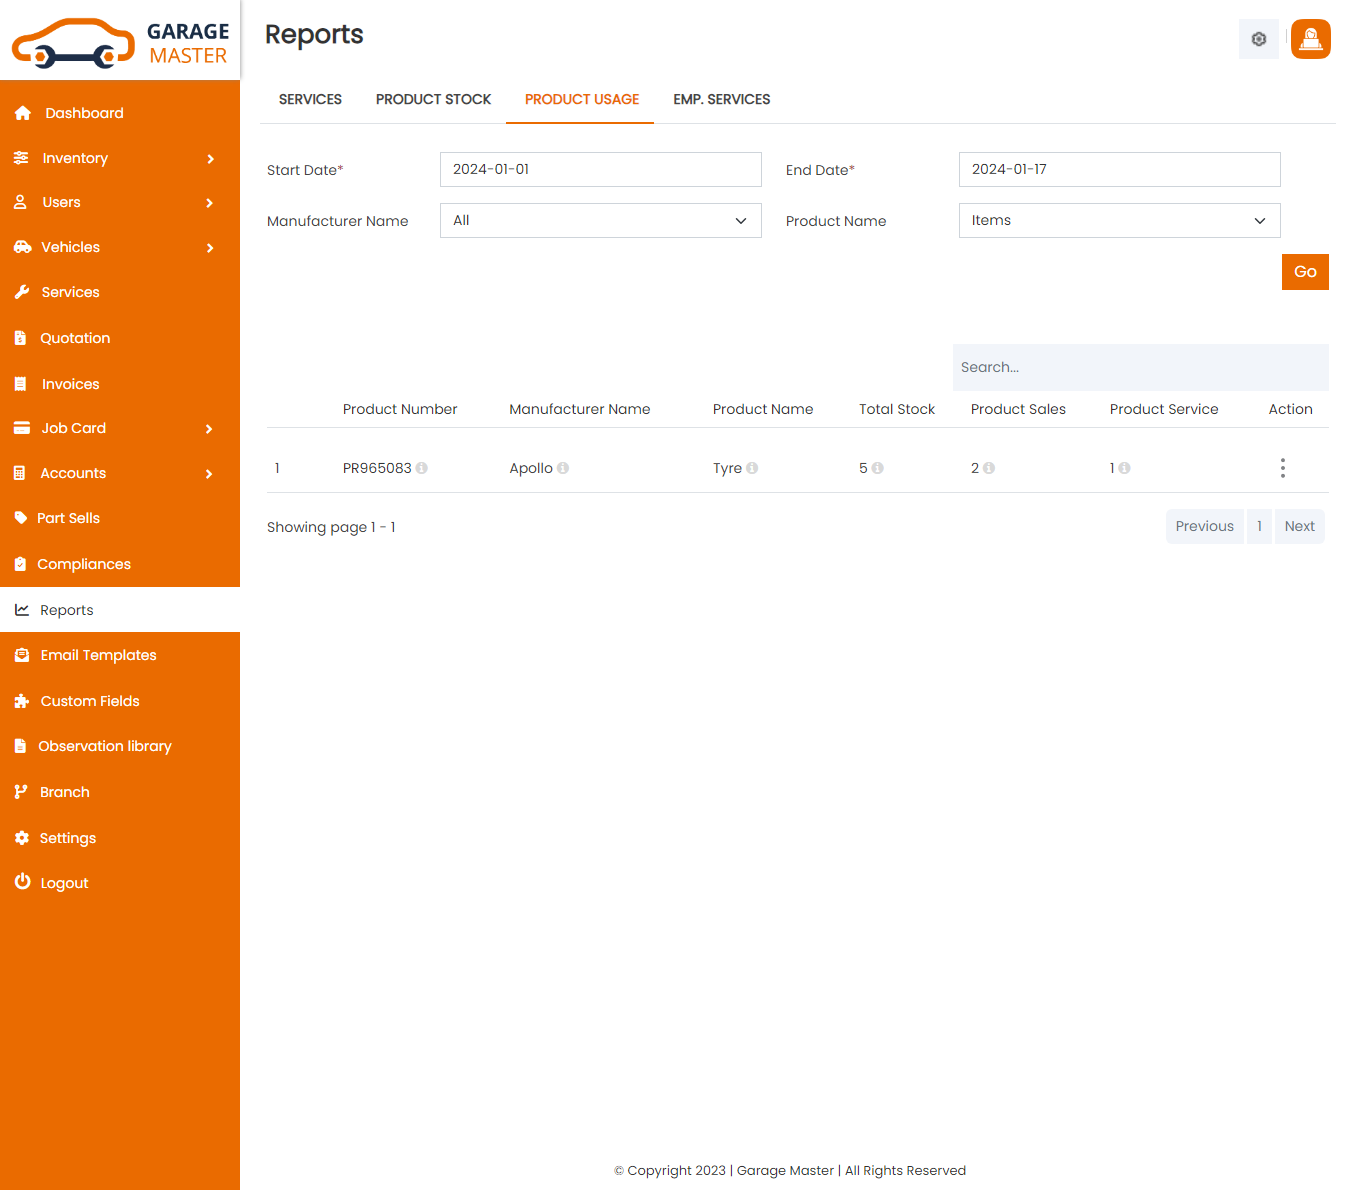 GARAGE
MASTER
Reports
SERVICES PRODUCT STOCK PRODUCT USAGE EMP. SERVICES
Dashboard
Inventory
Users
Vehicles
Services
Quotation
Invoices
Job Card
Accounts
Part Sells
Compliances
Reports
Email Templates
Custom Fields
Observation library
Branch
Settings
Logout
Start Date* 2024-01-01 End Date* 2024-01-17
Manufacturer Name All Product Name Items
Go
Search...
Product Number Manufacturer Name Product Name Total Stock Product Sales Product Service Action
1 PR965083 Apollo Tyre 5 2 1
Showing page 1 - 1 Previous 1 Next
© Copyright 2023 | Garage Master | All Rights Reserved